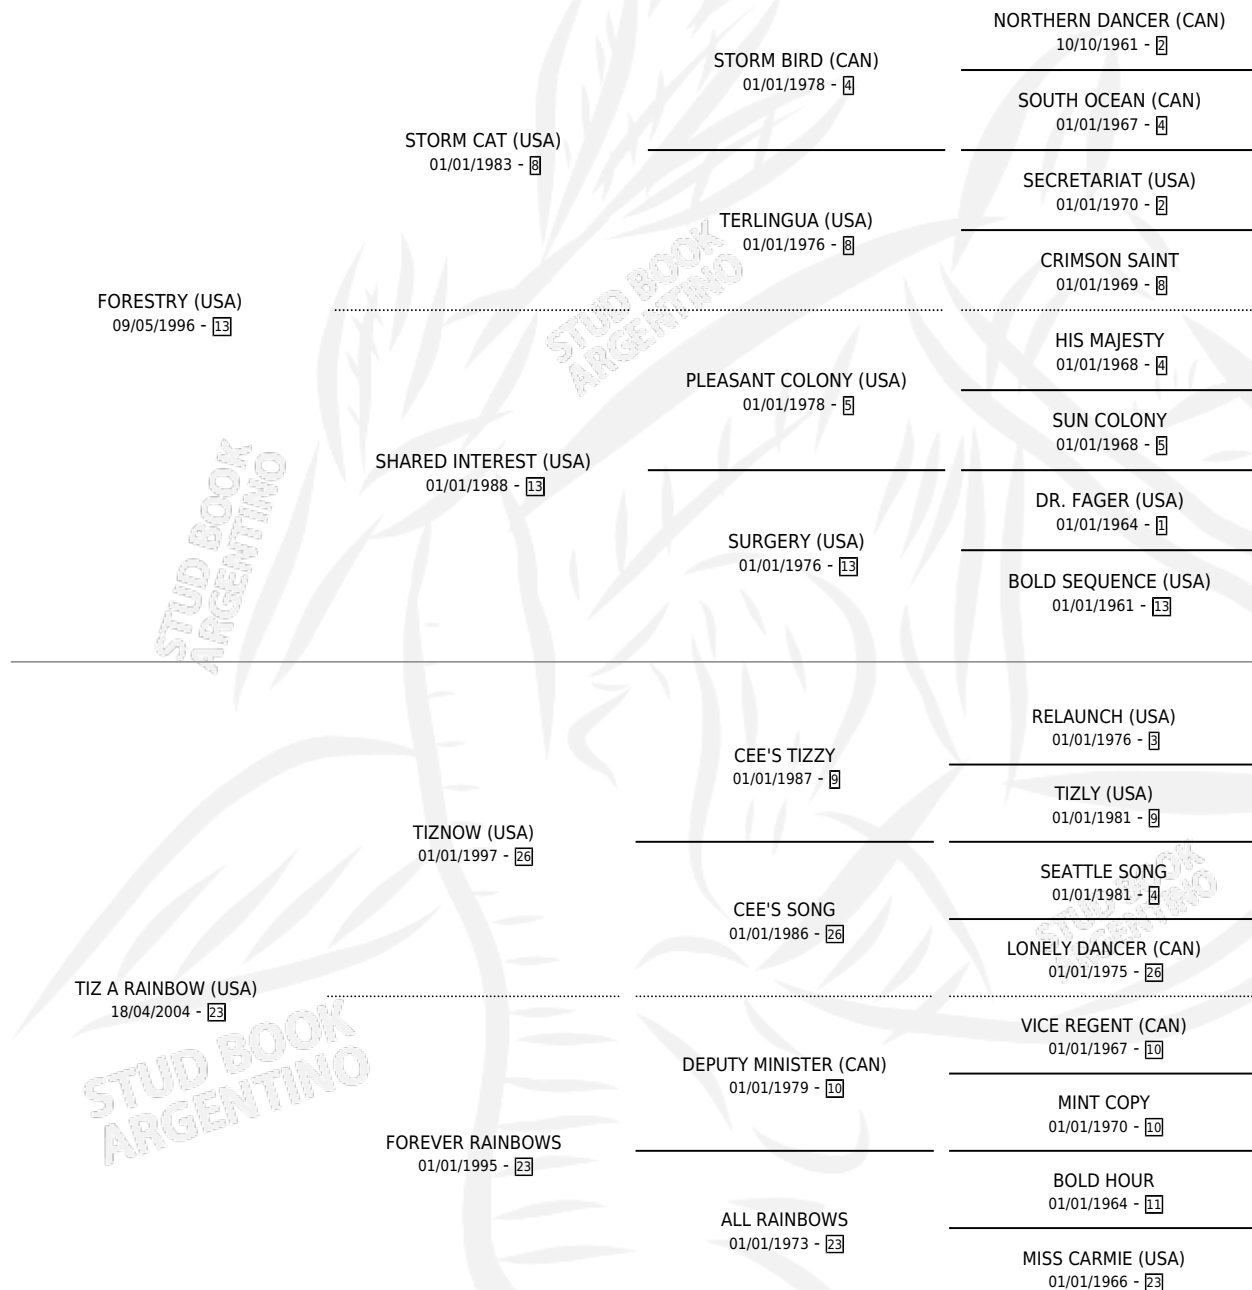 NORTHERN DANCER (CAN)
10/10/1961 - 2
STORM BIRD (CAN)
01/01/1978 - 4
SOUTH OCEAN (CAN)
01/01/1967 - 4
STORM CAT (USA)
01/01/1983 - 8
SECRETARIAT (USA)
01/01/1970 - 2
TERLINGUA (USA)
01/01/1976 - 8
CRIMSON SAINT
01/01/1969 - 8
FORESTRY (USA)
09/05/1996 - 13
HIS MAJESTY
01/01/1968 - 4
PLEASANT COLONY (USA)
01/01/1978 - 5
SUN COLONY
01/01/1968 - 5
SHARED INTEREST (USA)
01/01/1988 - 13
DR. FAGER (USA)
01/01/1964 - 1
SURGERY (USA)
01/01/1976 - 13
BOLD SEQUENCE (USA)
01/01/1961 - 13
RELAUNCH (USA)
01/01/1976 - 3
CEE'S TIZZY
01/01/1987 - 9
TIZLY (USA)
01/01/1981 - 9
TIZNOW (USA)
01/01/1997 - 26
SEATTLE SONG
01/01/1981 - 4
CEE'S SONG
01/01/1986 - 26
LONELY DANCER (CAN)
01/01/1975 - 26
TIZ A RAINBOW (USA)
18/04/2004 - 23
VICE REGENT (CAN)
01/01/1967 - 10
DEPUTY MINISTER (CAN)
01/01/1979 - 10
MINT COPY
01/01/1970 - 10
FOREVER RAINBOWS
01/01/1995 - 23
BOLD HOUR
01/01/1964 - 11
ALL RAINBOWS
01/01/1973 - 23
MISS CARMIE (USA)
01/01/1966 - 23
STUD BOOK
ARGENTINO
STUD BOOK
ARGENTINO
STUD BOOK
ARGENTINO
STUD BOOK
ARGENTINO